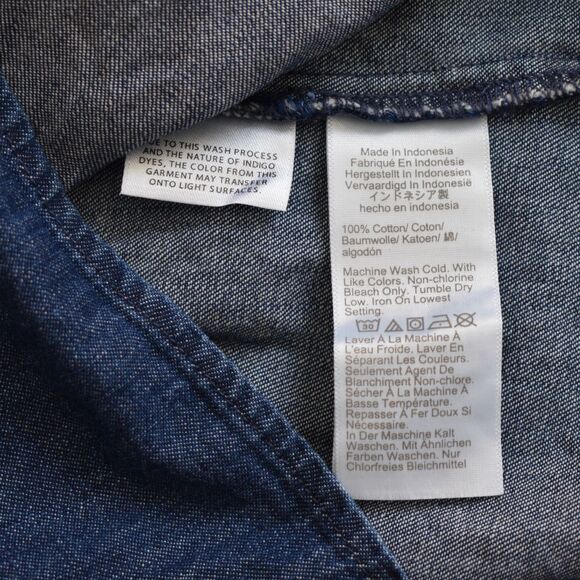 DUE TO THIS WASH PROCESS
AND THE NATURE OF INDIGO
DYES, THE COLOR FROM THIS
GARMENT MAY TRANSFER
ONTO LIGHT SURFACES.
Made In Indonesia
Fabriqué En Indonésie
Hergestellt in Indonesien
Vervaardigd In Indonesië
インドネシア製
hecho en indonesia
100% Cotton/ Coton/
Baumwolle/ Katoen/ 綿/
algodón
Machine Wash Cold. With
Like Colors. Non-chlorine
Bleach Only. Tumble Dry
Low. Iron On Lowest
Setting.
30
Laver À La Machine À
L'eau Froide. Laver En
Séparant Les Couleurs.
Seulement Agent De
Blanchiment Non-chlore.
Sécher À La Machine À
Basse Température.
Repasser À Fer Doux Si
Nécessaire.
In Der Maschine Kalt
Waschen. Mit Ähnlichen
Farben Waschen. Nur
Chlorfreies Bleichmittel